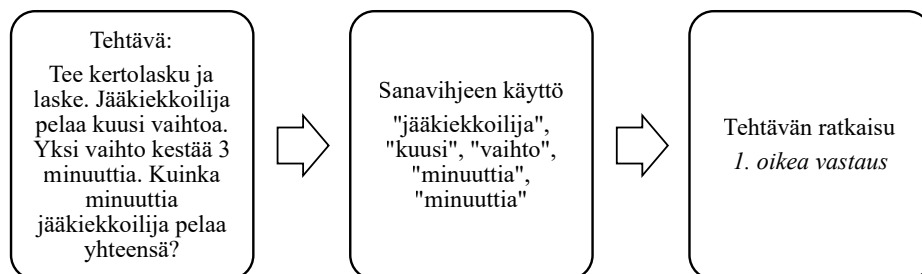 Tehtävä:
Tee kertolasku ja
laske. Jääkiekkoilija
pelaa kuusi vaihtoa.
Yksi vaihto kestää 3
minuuttia. Kuinka
minuuttia
jääkiekkoilija pelaa
yhteensä?
Sanavihjeen käyttö
"jääkiekkoilija",
"kuusi", "vaihto",
"minuuttia",
"minuuttia"
Tehtävän ratkaisu
1. oikea vastaus